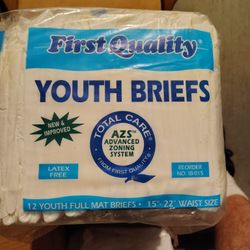 First Quality®
YOUTH BRIEFS
NEW &
IMPROVED
TOTAL CARE®
AZS™
ADVANCED
ZONING
SYSTEM
FROM FIRST QUALITY®
LATEX
FREE
REORDER
NO. IB-015
12 YOUTH FULL MAT BRIEFS • 15"- 22" WAIST SIZE